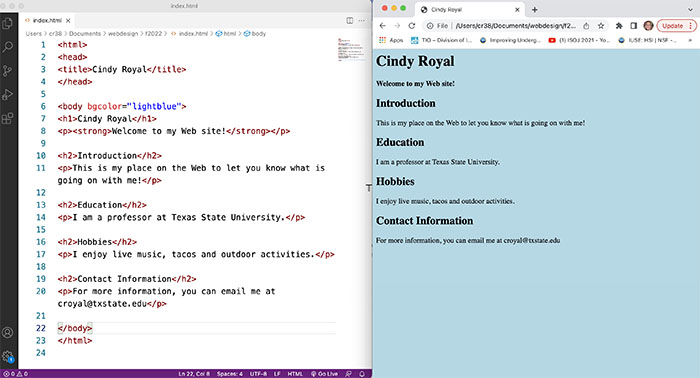 index.html
index.html
Users > cr38 > Documents > webdesign > f2022 > index.html > html > body
1 <html>
2 <head>
3 <title>Cindy Royal</title>
4 </head>
5
6 <body bgcolor="lightblue">
7 <h1>Cindy Royal</h1>
8 <p><strong>Welcome to my Web site!</strong></p>
9
10 <h2>Introduction</h2>
11 <p>This is my place on the Web to let you know what is
going on with me!</p>
12
13 <h2>Education</h2>
14 <p>I am a professor at Texas State University.</p>
15
16 <h2>Hobbies</h2>
17 <p>I enjoy live music, tacos and outdoor activities.</p>
18
19 <h2>Contact Information</h2>
20 <p>For more information, you can email me at
croyal@txstate.edu</p>
21
22 </body>
23 </html>
24
0 0 Ln 22, Col 8 Spaces: 4 UTF-8 LF HTML Go Live
Cindy Royal
File | /Users/cr38/Documents/webdesign/f202... Update
Apps TIO – Division of I... Improving Underg... (1) ISOJ 2021 - Yo... IUSE: HSI | NSF - ...
Cindy Royal
Welcome to my Web site!
Introduction
This is my place on the Web to let you know what is going on with me!
Education
I am a professor at Texas State University.
Hobbies
I enjoy live music, tacos and outdoor activities.
Contact Information
For more information, you can email me at croyal@txstate.edu